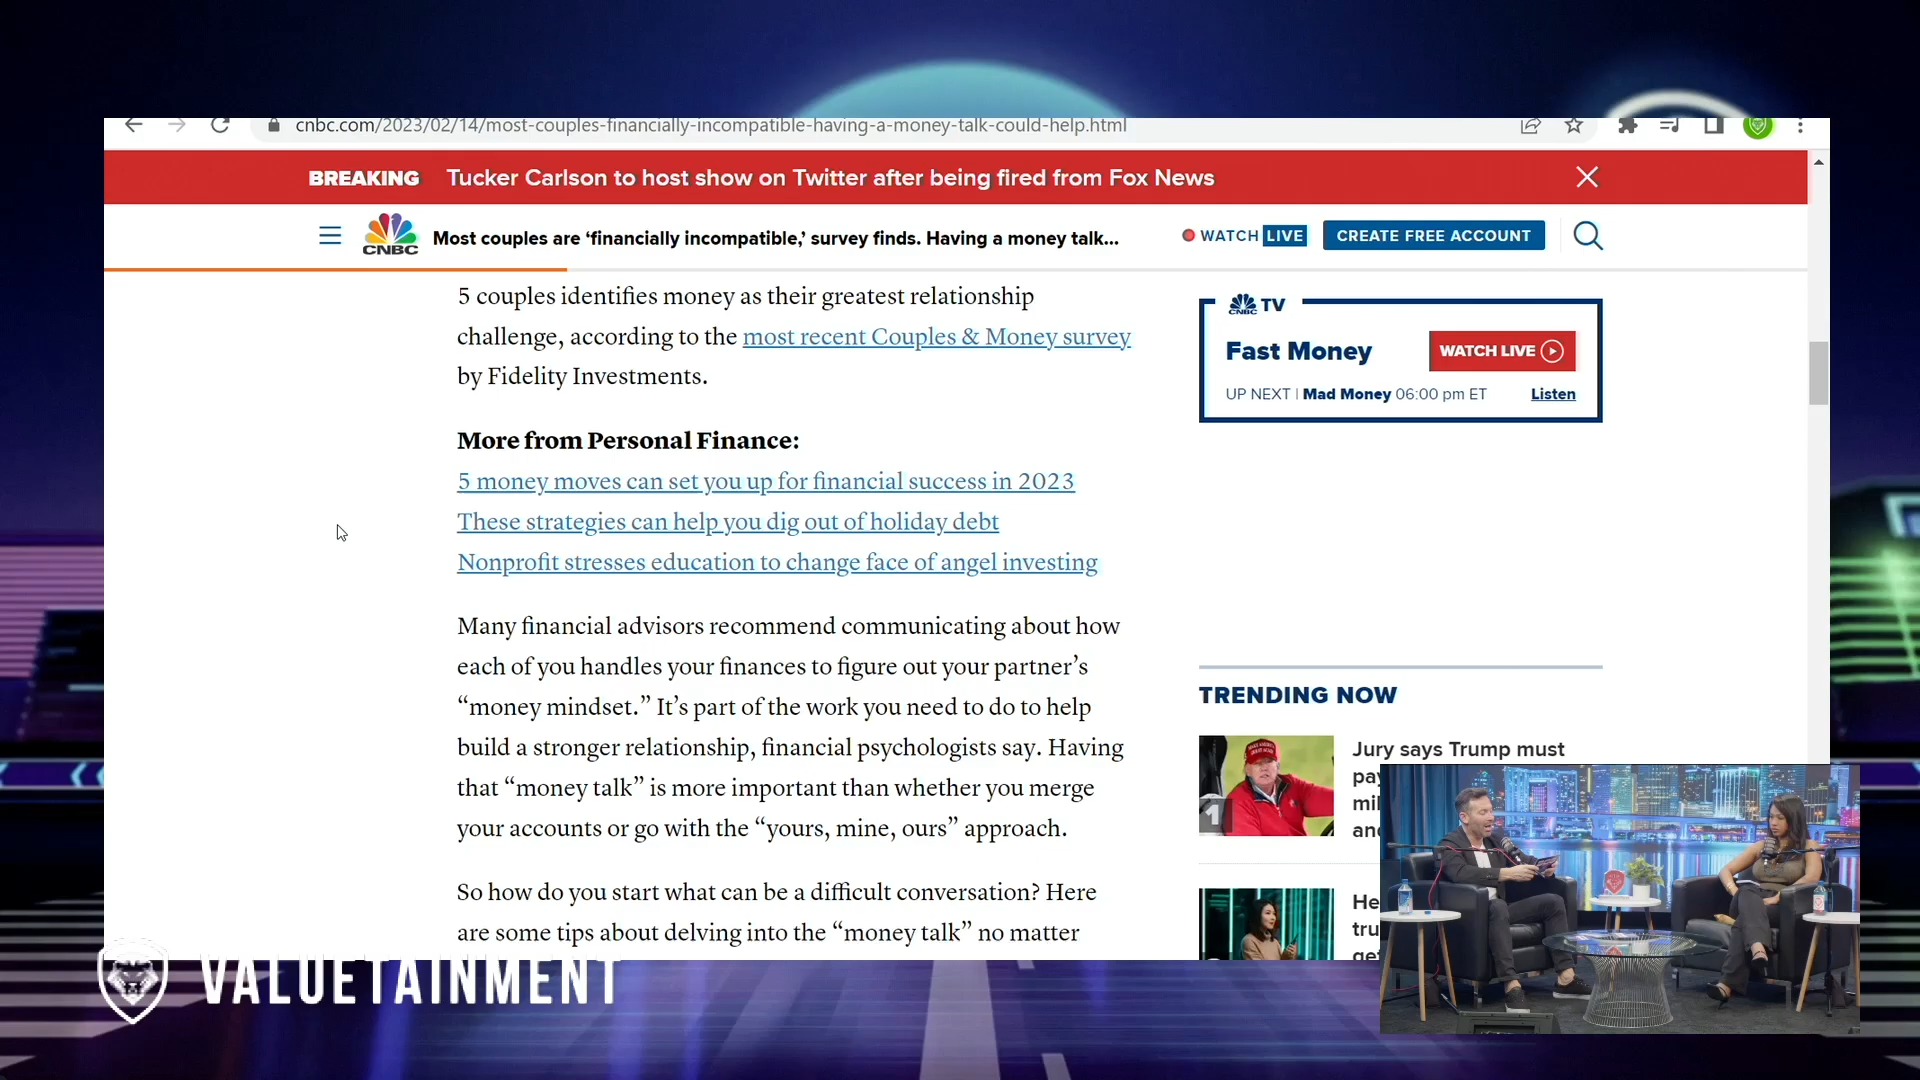 cnbc.com/2023/02/14/most-couples-financially-incompatible-having-a-money-talk-could-help.html
BREAKING Tucker Carlson to host show on Twitter after being fired from Fox News
CNBC Most couples are ‘financially incompatible,’ survey finds. Having a money talk... WATCH LIVE CREATE FREE ACCOUNT
5 couples identifies money as their greatest relationship
challenge, according to the most recent Couples & Money survey
by Fidelity Investments.
More from Personal Finance:
5 money moves can set you up for financial success in 2023
These strategies can help you dig out of holiday debt
Nonprofit stresses education to change face of angel investing
Many financial advisors recommend communicating about how
each of you handles your finances to figure out your partner’s
“money mindset.” It’s part of the work you need to do to help
build a stronger relationship, financial psychologists say. Having
that “money talk” is more important than whether you merge
your accounts or go with the “yours, mine, ours” approach.
So how do you start what can be a difficult conversation? Here
are some tips about delving into the “money talk” no matter
CNBC TV
Fast Money WATCH LIVE
UP NEXT | Mad Money 06:00 pm ET Listen
TRENDING NOW
1
Jury says Trump must
VALUETAINMENT